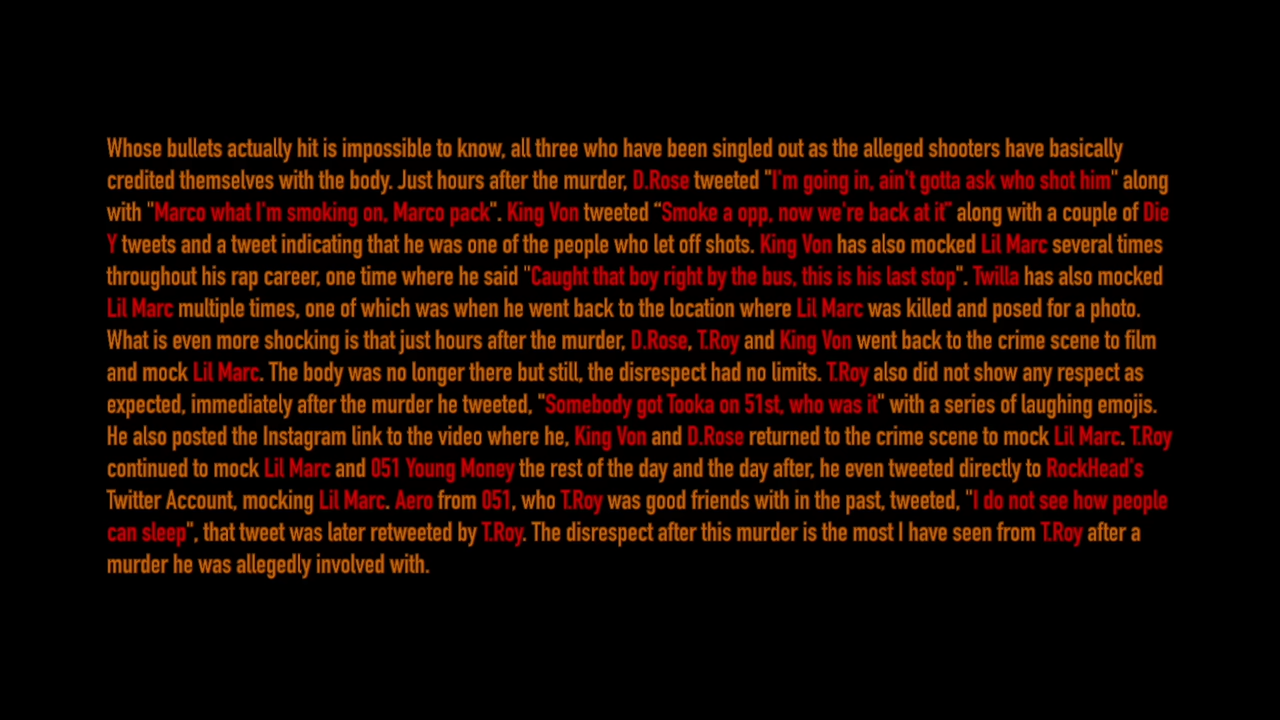 Whose bullets actually hit is impossible to know, all three who have been singled out as the alleged shooters have basically
credited themselves with the body. Just hours after the murder, D.Rose tweeted "I'm going in, ain't gotta ask who shot him" along
with "Marco what I'm smoking on, Marco pack". King Von tweeted “Smoke a opp, now we're back at it” along with a couple of Die
Y tweets and a tweet indicating that he was one of the people who let off shots. King Von has also mocked Lil Marc several times
throughout his rap career, one time where he said "Caught that boy right by the bus, this is his last stop". Twilla has also mocked
Lil Marc multiple times, one of which was when he went back to the location where Lil Marc was killed and posed for a photo.
What is even more shocking is that just hours after the murder, D.Rose, T.Roy and King Von went back to the crime scene to film
and mock Lil Marc. The body was no longer there but still, the disrespect had no limits. T.Roy also did not show any respect as
expected, immediately after the murder he tweeted, "Somebody got Tooka on 51st, who was it" with a series of laughing emojis.
He also posted the Instagram link to the video where he, King Von and D.Rose returned to the crime scene to mock Lil Marc. T.Roy
continued to mock Lil Marc and 051 Young Money the rest of the day and the day after, he even tweeted directly to RockHead's
Twitter Account, mocking Lil Marc. Aero from 051, who T.Roy was good friends with in the past, tweeted, "I do not see how people
can sleep", that tweet was later retweeted by T.Roy. The disrespect after this murder is the most I have seen from T.Roy after a
murder he was allegedly involved with.